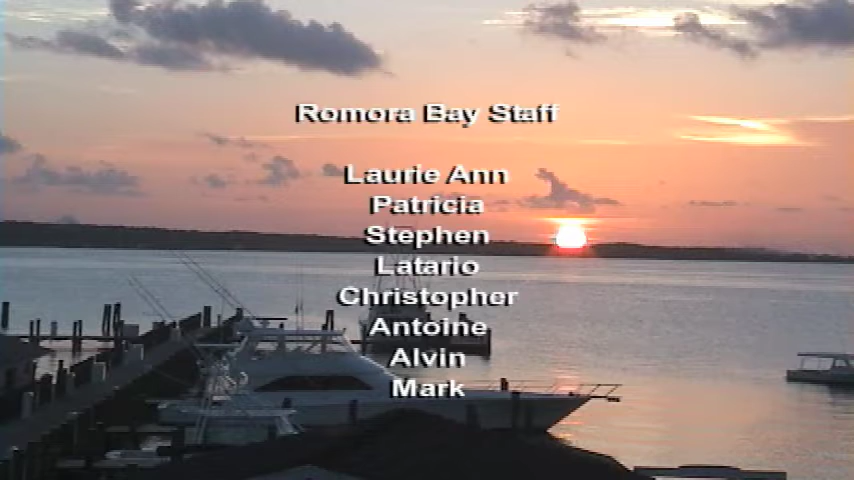 Romora Bay Staff
Laurie Ann
Patricia
Stephen
Latario
Christopher
Antoine
Alvin
Mark